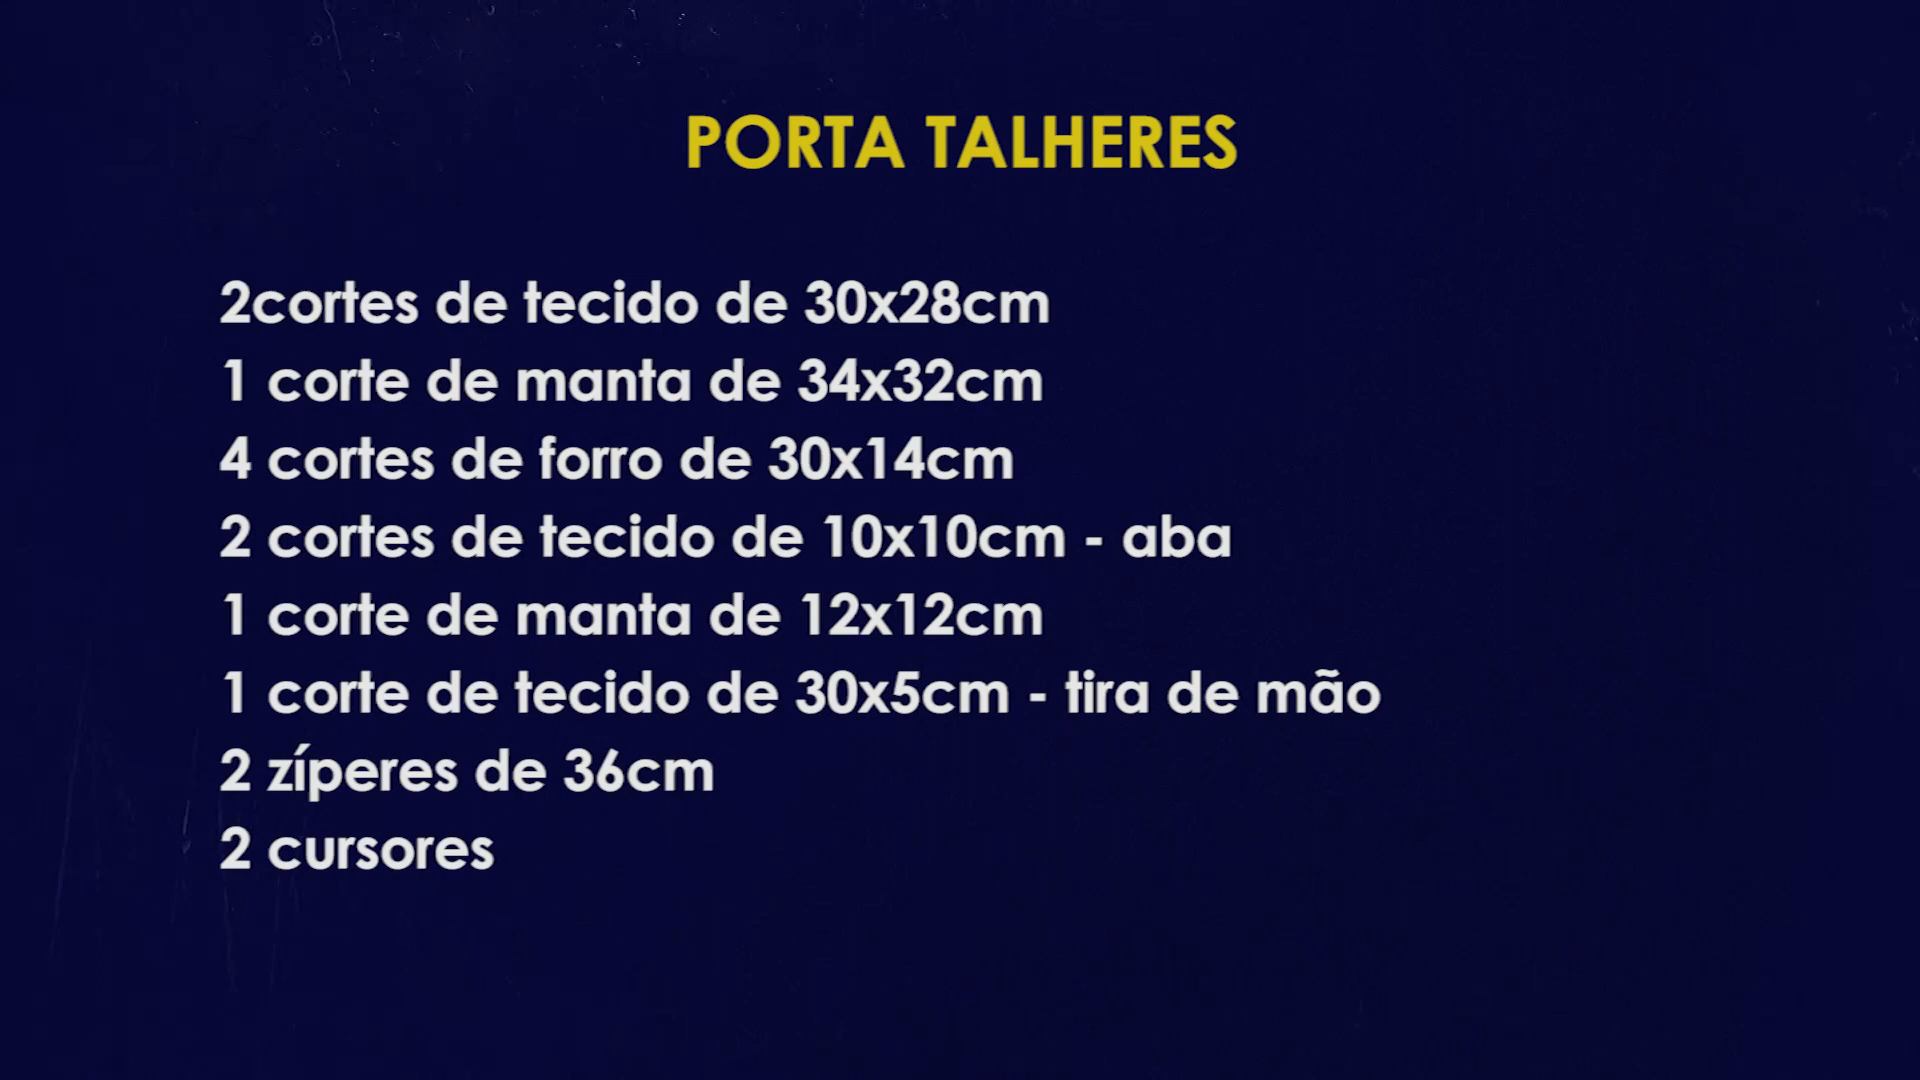 PORTA TALHERES
2cortes de tecido de 30x28cm
1 corte de manta de 34x32cm
4 cortes de forro de 30x14cm
2 cortes de tecido de 10x10cm - aba
1 corte de manta de 12x12cm
1 corte de tecido de 30x5cm - tira de mão
2 zíperes de 36cm
2 cursores